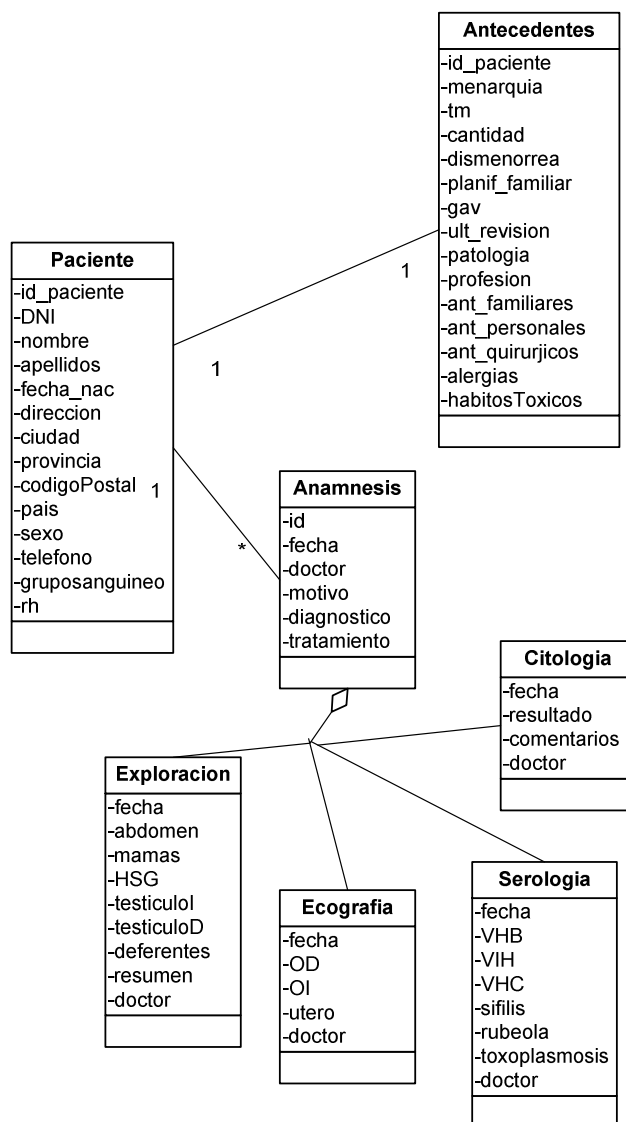 Antecedentes
-id_paciente
-menarquia
-tm
-cantidad
-dismenorrea
-planif_familiar
-gav
-ult_revision
-patologia
-profesion
-ant_familiares
-ant_personales
-ant_quirurjicos
-alergias
-habitosToxicos
Paciente
-id_paciente
-DNI
-nombre
-apellidos
-fecha_nac
-direccion
-ciudad
-provincia
-codigoPostal
-pais
-sexo
-telefono
-gruposanguineo
-rh
1
1
1
*
Anamnesis
-id
-fecha
-doctor
-motivo
-diagnostico
-tratamiento
Citologia
-fecha
-resultado
-comentarios
-doctor
Exploracion
-fecha
-abdomen
-mamas
-HSG
-testiculoI
-testiculoD
-deferentes
-resumen
-doctor
Ecografia
-fecha
-OD
-OI
-utero
-doctor
Serologia
-fecha
-VHB
-VIH
-VHC
-sifilis
-rubeola
-toxoplasmosis
-doctor